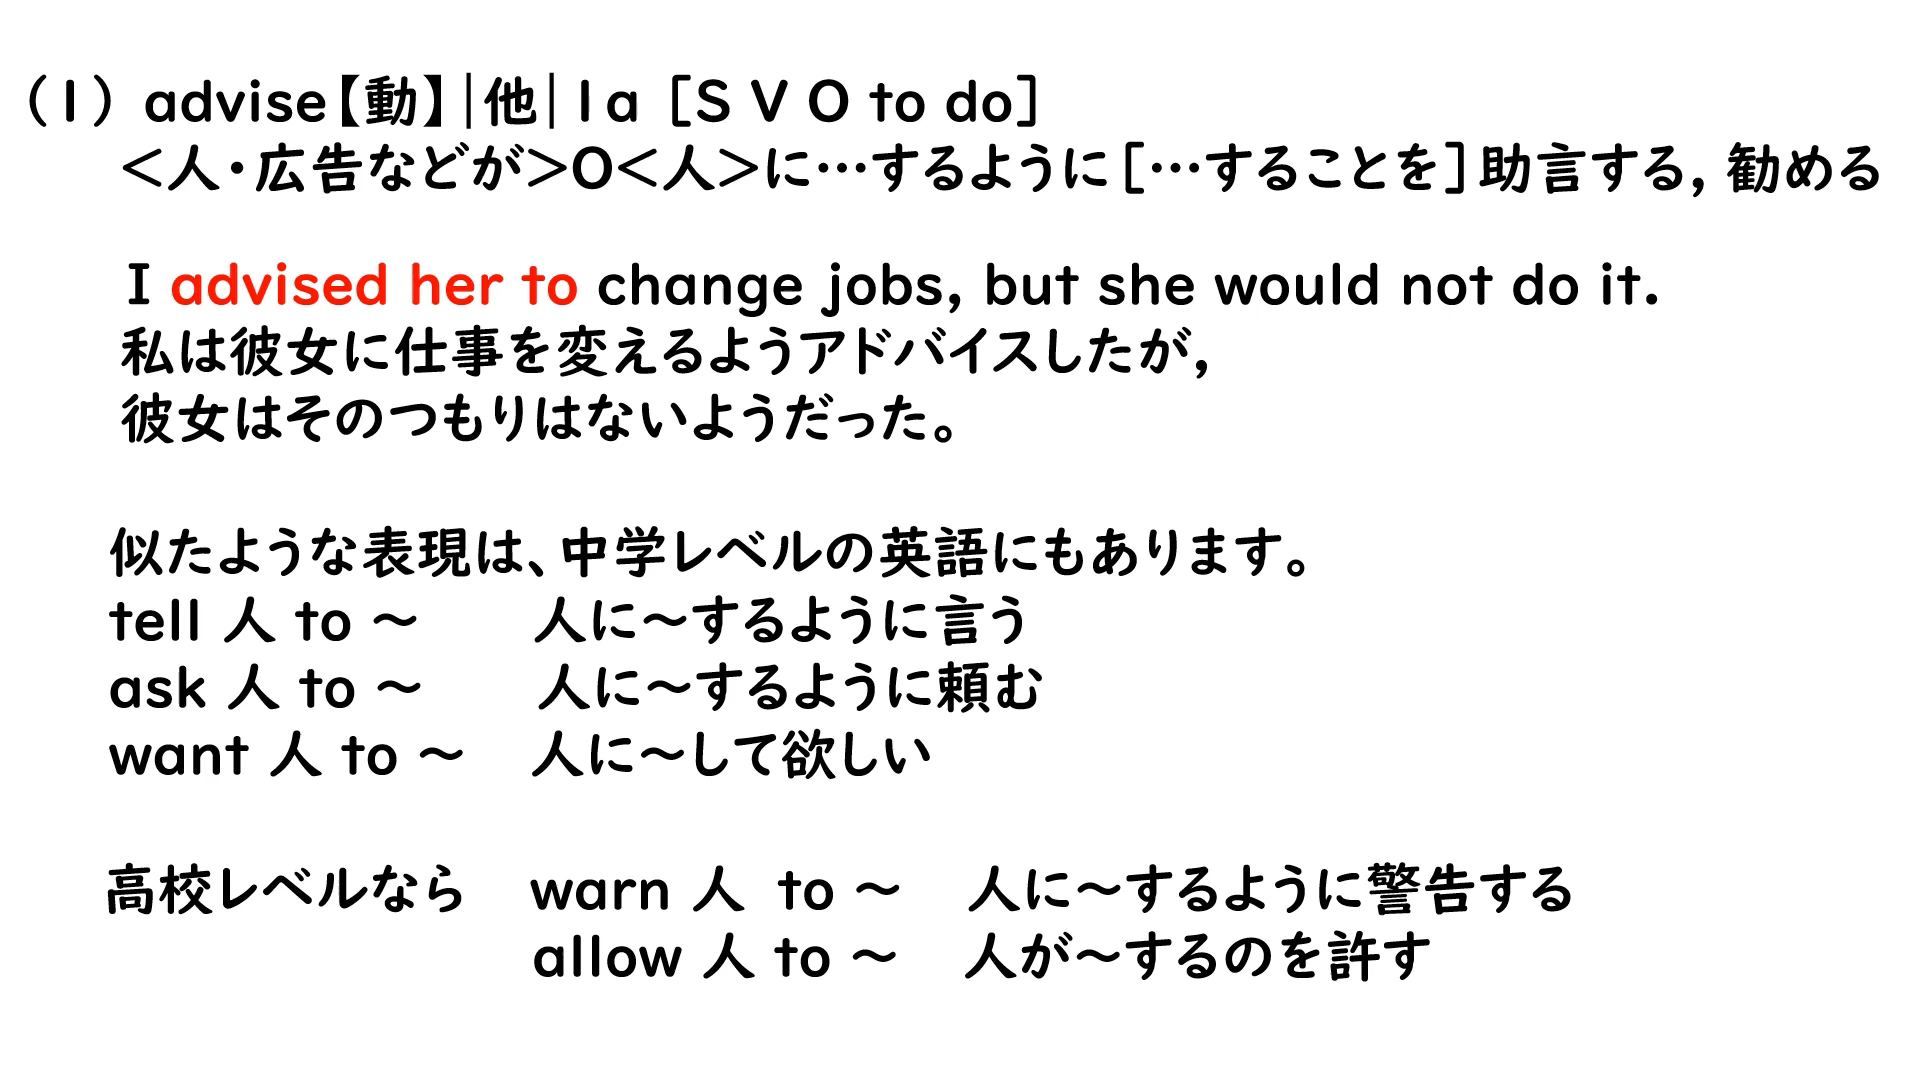 （1）advise【動】|他|1a［S V O to do］
＜人・広告などが＞O＜人＞に…するように［…することを］助言する，勧める
I advised her to change jobs, but she would not do it.
私は彼女に仕事を変えるようアドバイスしたが，
彼女はそのつもりはないようだった。
似たような表現は、中学レベルの英語にもあります。
tell 人 to ～　　人に～するように言う
ask 人 to ～　　人に～するように頼む
want 人 to ～　人に～して欲しい
高校レベルなら　warn 人 to ～　人に～するように警告する
allow 人 to ～　人が～するのを許す